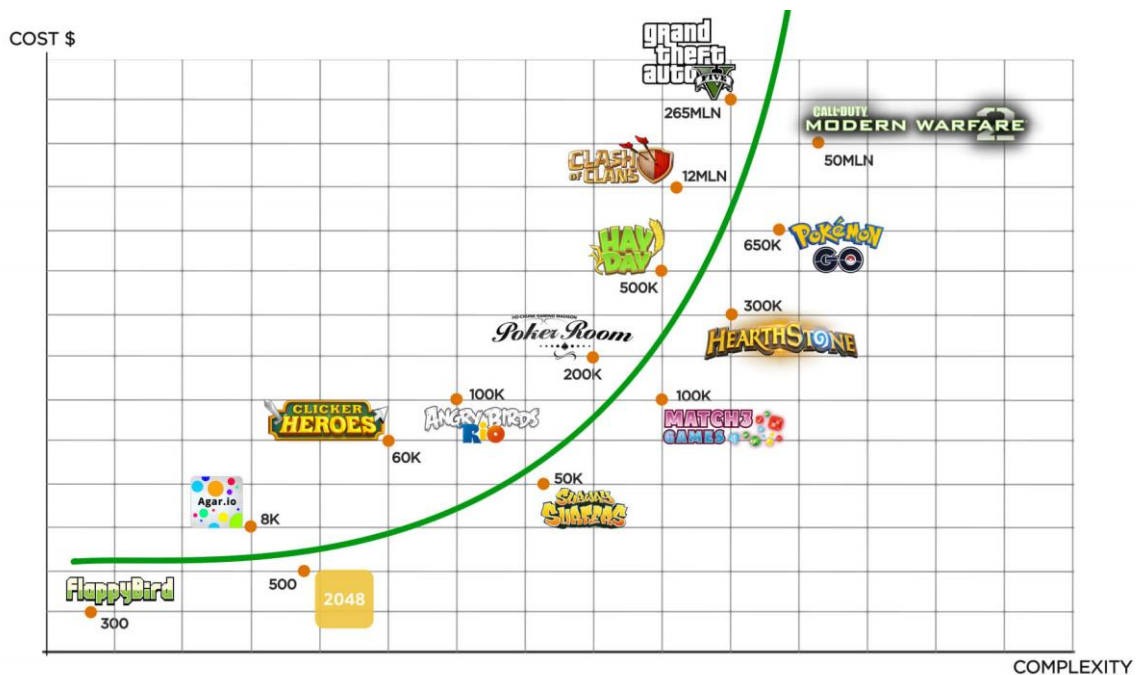 COST $
grand
theft
auto
FIVE
265MLN
CALL OF DUTY
MODERN WARFARE
2
50MLN
CLASH
OF CLANS
12MLN
650K
POKÉMON
GO
HAY
DAY
500K
300K
HEARTHSTONE
Poker Room
200K
100K
ANGRY BIRDS
RIO
100K
MATCH3
GAMES
CLICKER
HEROES
60K
50K
SUBWAY
SURFERS
Agar.io
8K
500
2048
FlappyBird
300
COMPLEXITY